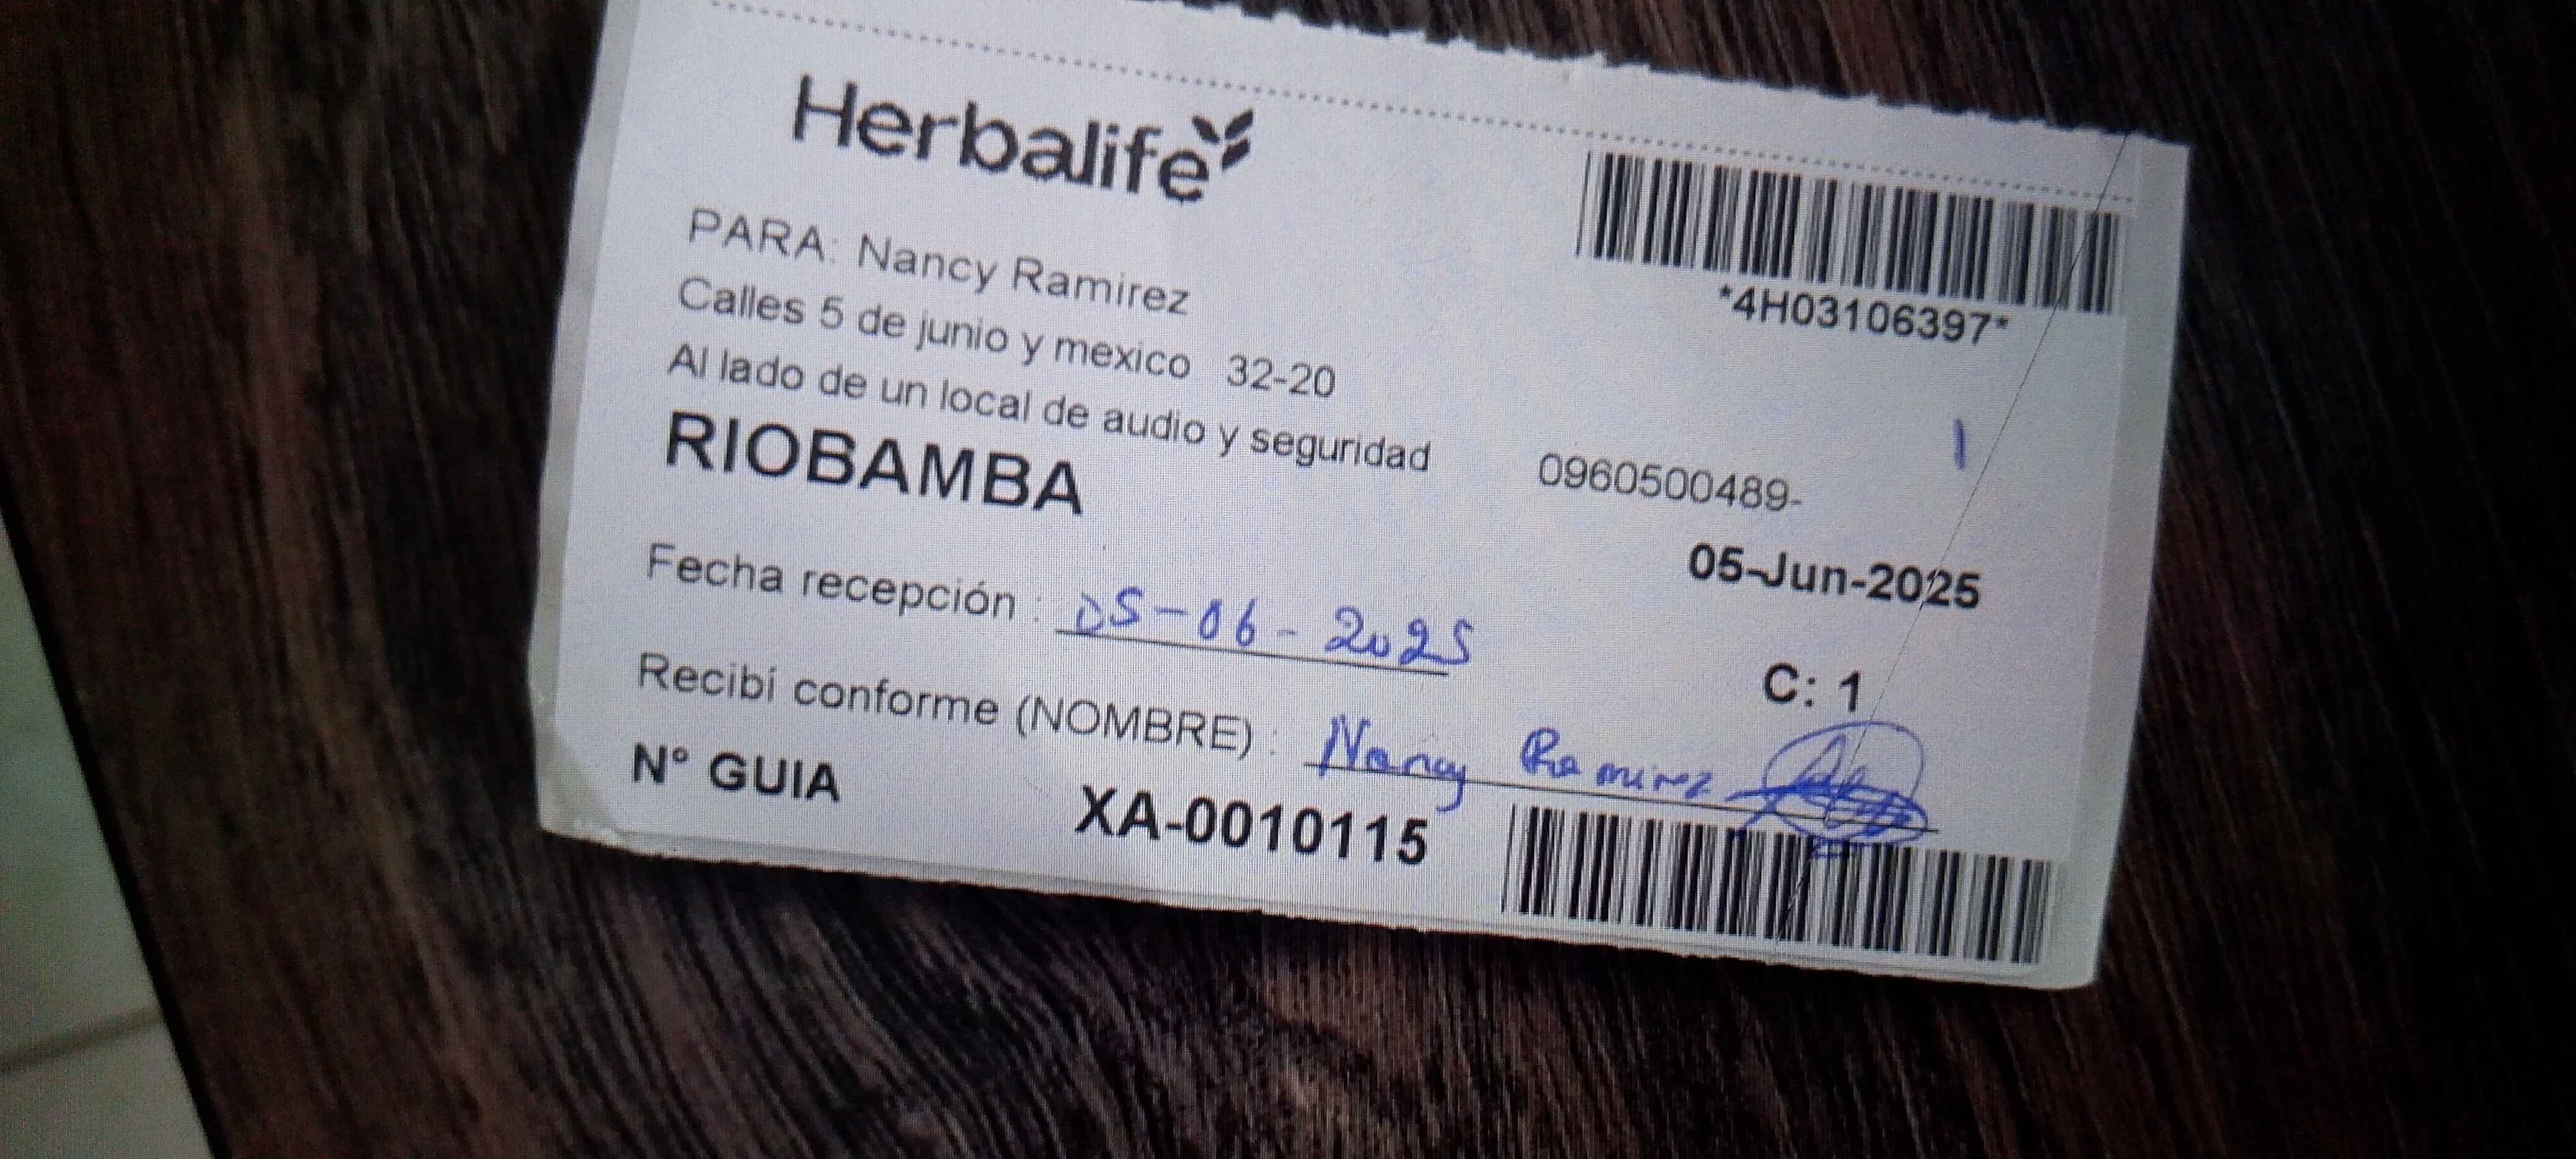 Herbalife
*4H03106397*
PARA: Nancy Ramirez
Calles 5 de junio y mexico 32-20
Al lado de un local de audio y seguridad
0960500489-
RIOBAMBA
05-Jun-2025
Fecha recepción : 05-06-2025
C: 1
Recibí conforme (NOMBRE) : Nancy Ramirez
N° GUIA XA-0010115